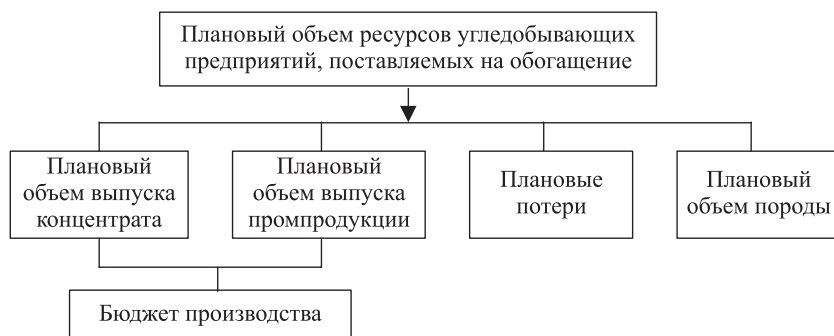 Плановый объем ресурсов угледобывающих
предприятий, поставляемых на обогащение
Плановый
объем выпуска
концентрата
Плановый
объем выпуска
промпродукции
Плановые
потери
Плановый
объем породы
Бюджет производства